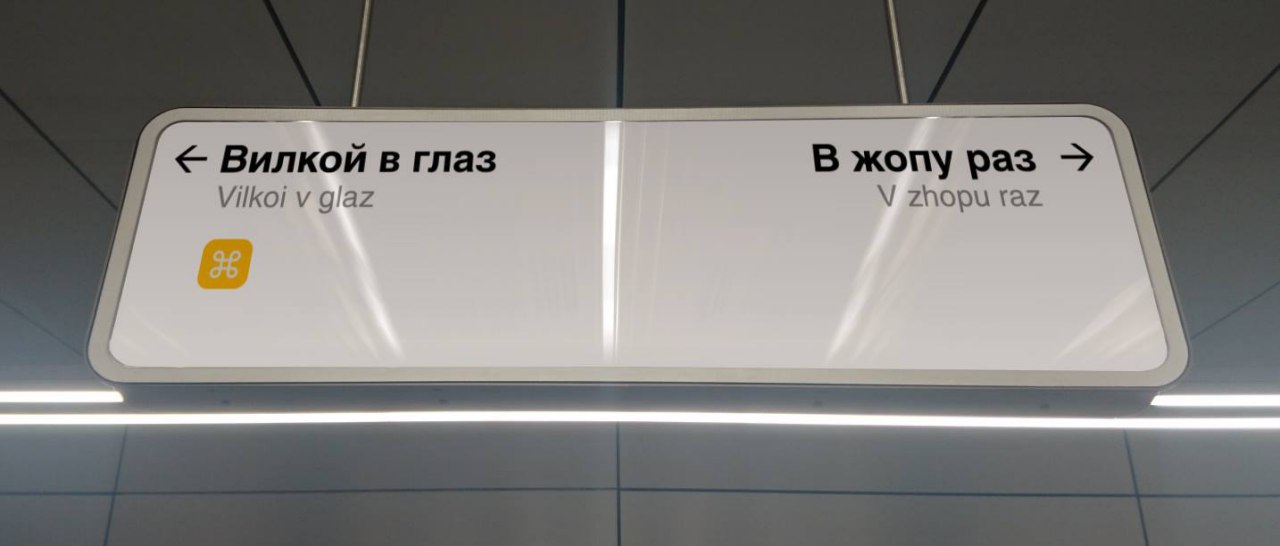 ← Вилкой в глаз
Vilkoi v glaz
⌘
В жопу раз →
V zhopu raz